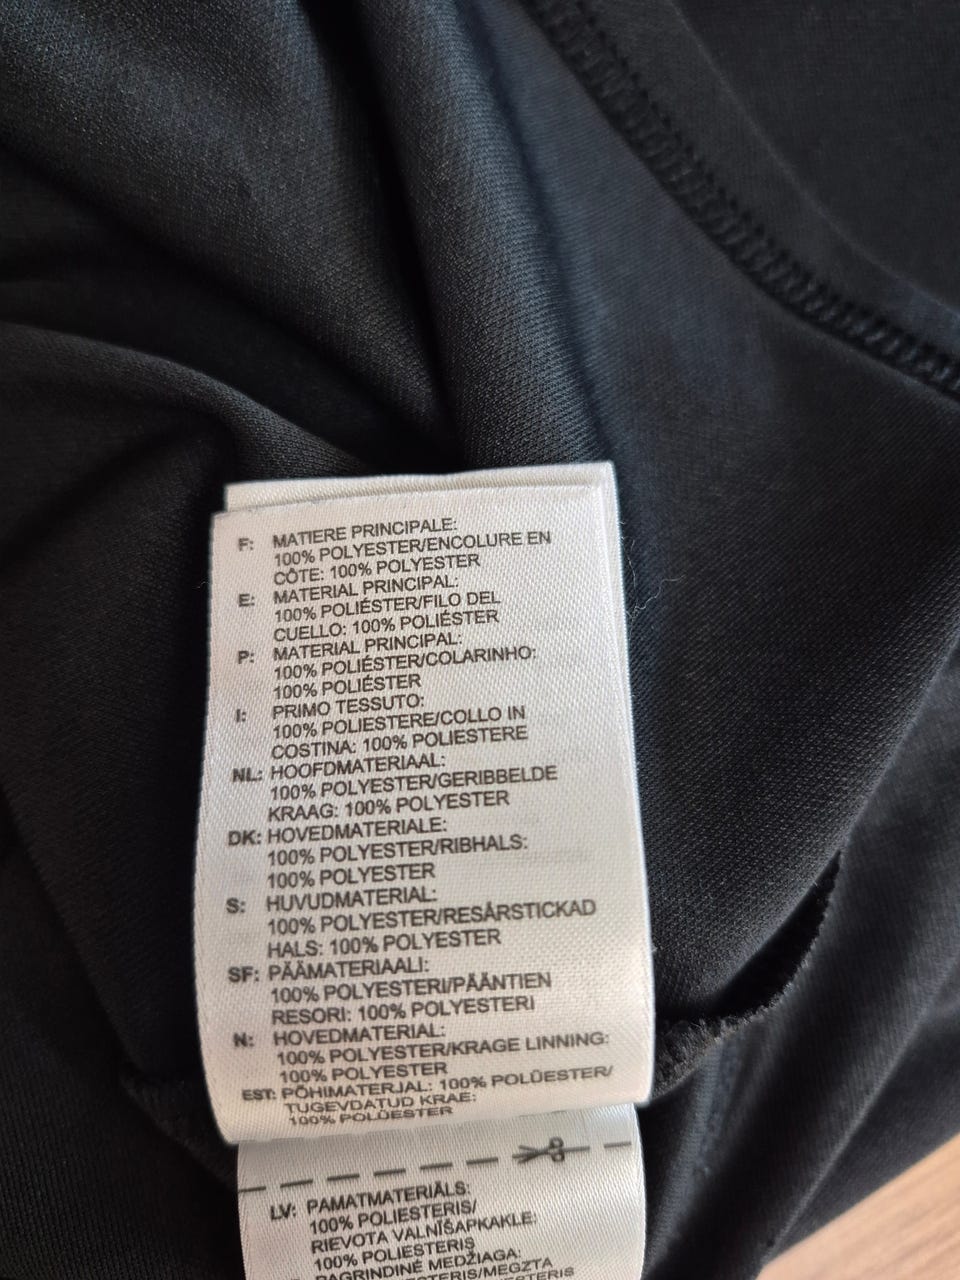 F: MATIERE PRINCIPALE:
100% POLYESTER/ENCOLURE EN
CÔTE: 100% POLYESTER
E: MATERIAL PRINCIPAL:
100% POLIÉSTER/FILO DEL
CUELLO: 100% POLIÉSTER
P: MATERIAL PRINCIPAL:
100% POLIÉSTER/COLARINHO:
100% POLIÉSTER
I: PRIMO TESSUTO:
100% POLIESTERE/COLLO IN
COSTINA: 100% POLIESTERE
NL: HOOFDMATERIAAL:
100% POLYESTER/GERIBBELDE
KRAAG: 100% POLYESTER
DK: HOVEDMATERIALE:
100% POLYESTER/RIBHALS:
100% POLYESTER
S: HUVUDMATERIAL:
100% POLYESTER/RESÅRSTICKAD
HALS: 100% POLYESTER
SF: PÄÄMATERIAALI:
100% POLYESTERI/PÄÄNTIEN
RESORI: 100% POLYESTERI
N: HOVEDMATERIAL:
100% POLYESTER/KRAGE LINNING:
100% POLYESTER
EST: PÕHIMATERJAL: 100% POLÜESTER/
TUGEVDATUD KRAE:
100% POLÜESTER
LV: PAMATMATERIĀLS:
100% POLIESTERIS/
RIEVOTA VALNĪŠAPKAKLE:
100% POLIESTERIS
PAGRINDINĖ MEDŽIAGA: